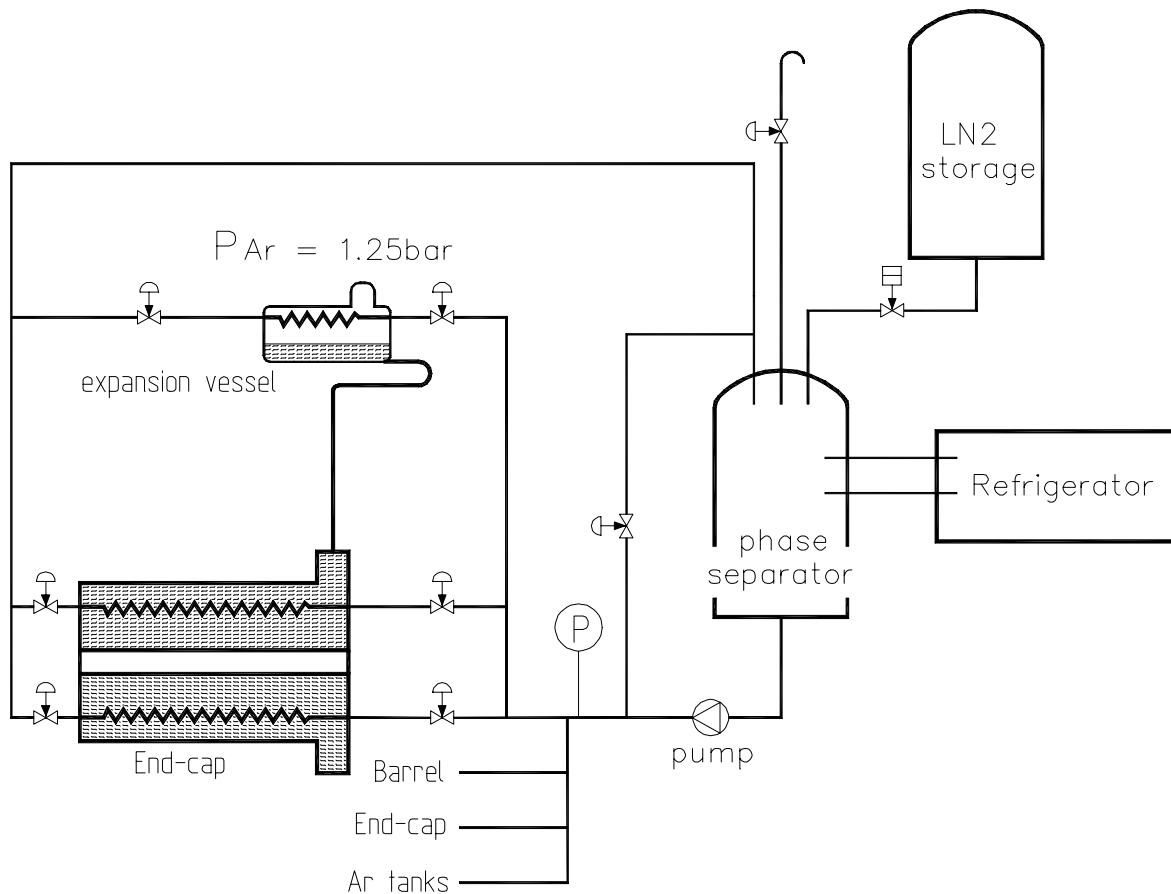 LN2
storage
PAr = 1.25bar
expansion vessel
Refrigerator
phase
separator
P
pump
End-cap
Barrel
End-cap
Ar tanks